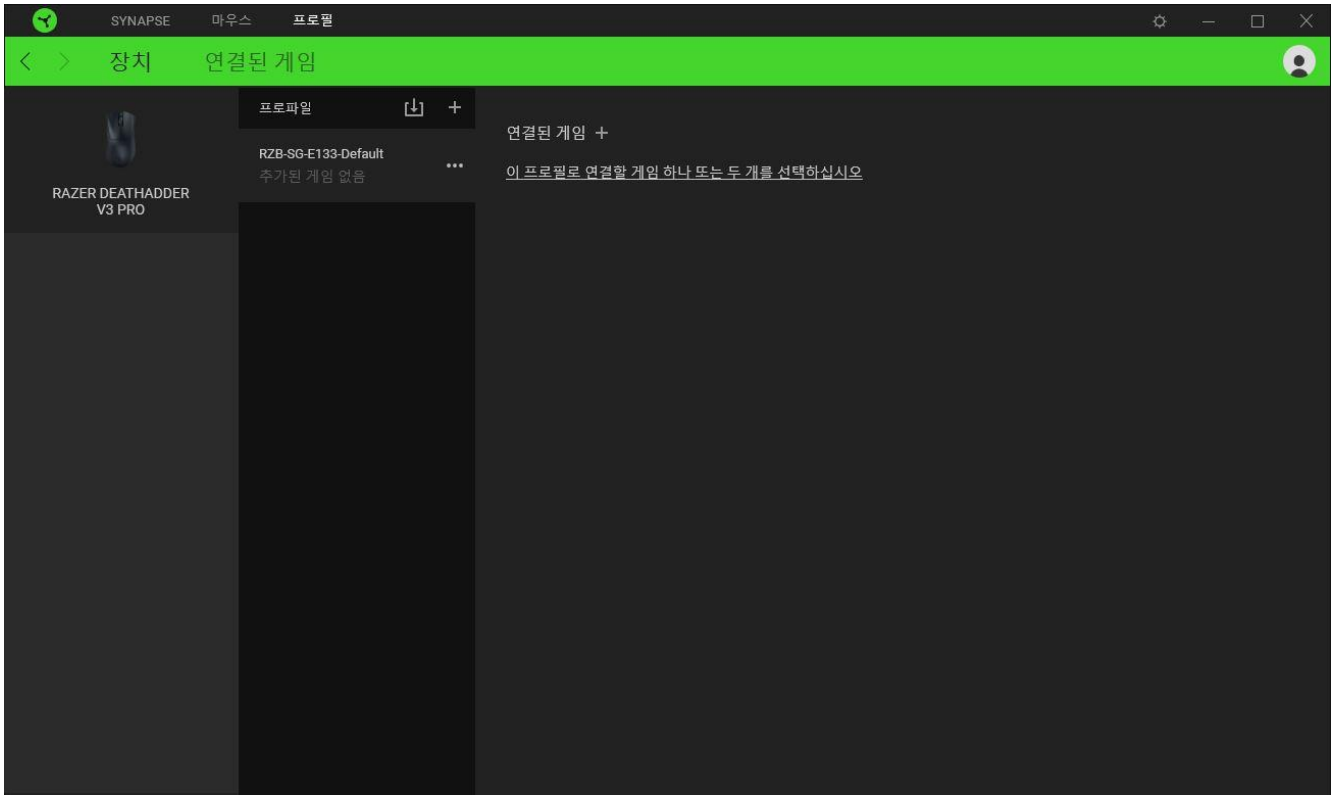 SYNAPSE 마우스 프로필
장치 연결된 게임
RAZER DEATHADDER
V3 PRO
프로파일
RZB-SG-E133-Default
추가된 게임 없음
연결된 게임
이 프로필로 연결할 게임 하나 또는 두 개를 선택하십시오